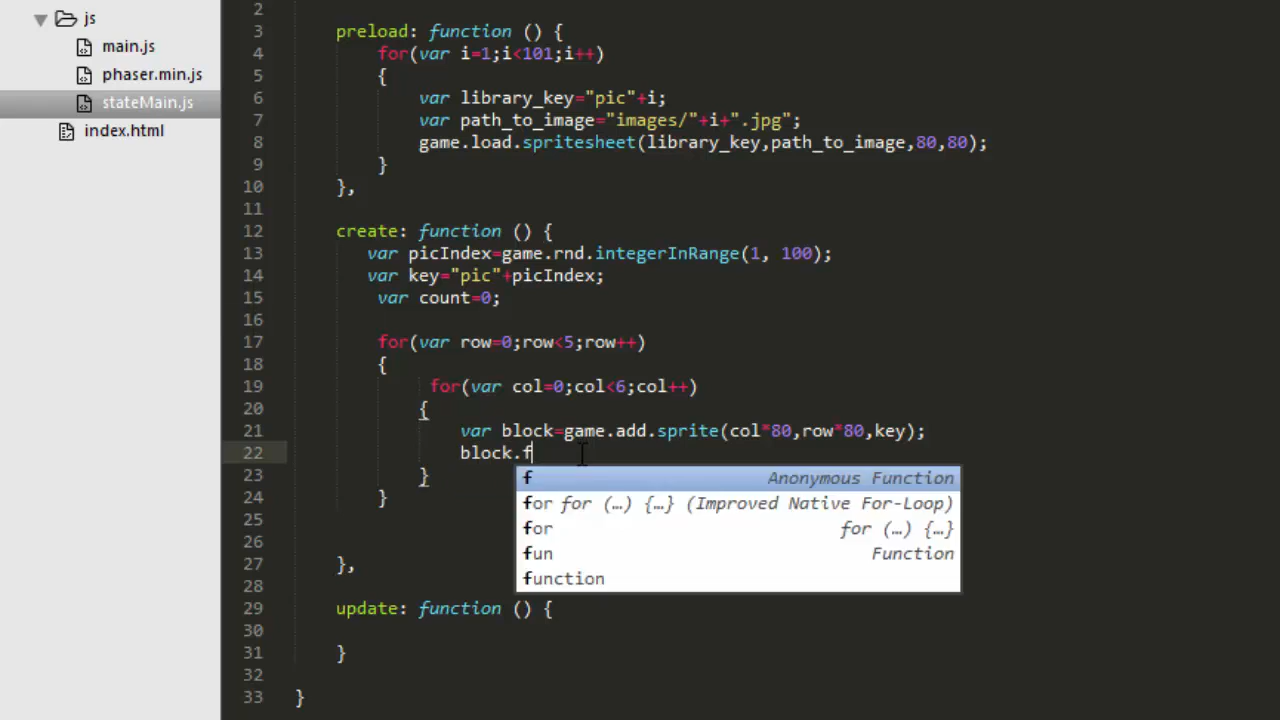 js
main.js
phaser.min.js
stateMain.js
index.html
2
3 preload: function () {
4 for(var i=1;i<101;i++)
5 {
6 var library_key="pic"+i;
7 var path_to_image="images/"+i+".jpg";
8 game.load.spritesheet(library_key,path_to_image,80,80);
9 }
10 },
11
12 create: function () {
13 var picIndex=game.rnd.integerInRange(1, 100);
14 var key="pic"+picIndex;
15 var count=0;
16
17 for(var row=0;row<5;row++)
18 {
19 for(var col=0;col<6;col++)
20 {
21 var block=game.add.sprite(col*80,row*80,key);
22 block.f
23 }
24 }
25
26
27 },
28
29 update: function () {
30
31 }
32
33 }
f Anonymous Function
for for (…) {…} (Improved Native For-Loop)
for for (…) {…}
fun Function
function